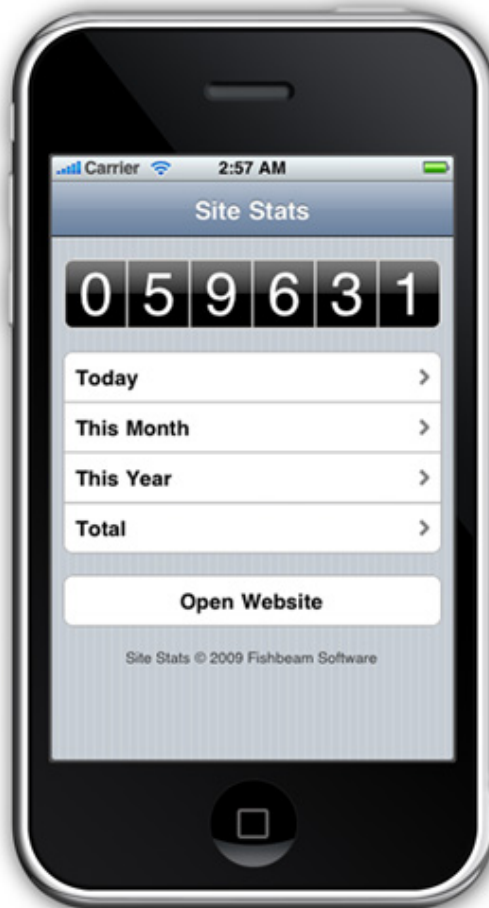 Carrier 2:57 AM
Site Stats
059631
Today
This Month
This Year
Total
Open Website
Site Stats © 2009 Fishbeam Software